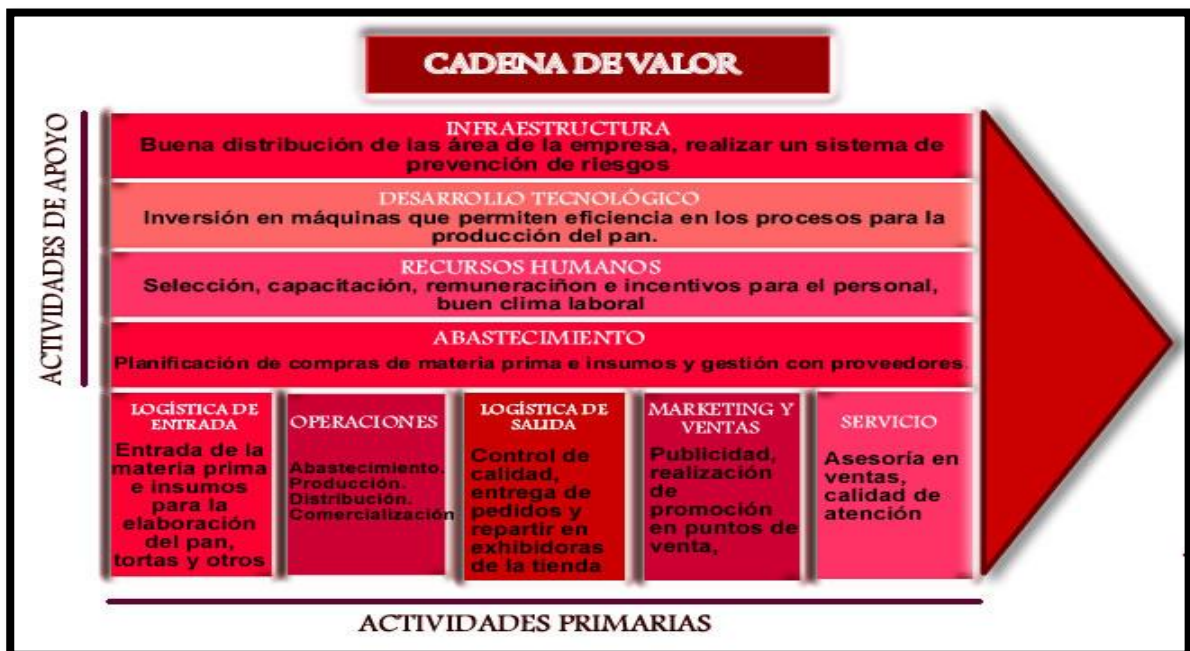 CADENA DE VALOR
ACTIVIDADES DE APOYO
INFRAESTRUCTURA
Buena distribución de las área de la empresa, realizar un sistema de
prevención de riesgos
DESARROLLO TECNOLÓGICO
Inversión en máquinas que permiten eficiencia en los procesos para la
producción del pan.
RECURSOS HUMANOS
Selección, capacitación, remuneraciñon e incentivos para el personal,
buen clima laboral
ABASTECIMIENTO
Planificación de compras de materia prima e insumos y gestión con proveedores.
LOGÍSTICA DE
ENTRADA
Entrada de la
materia prima
e insumos
para la
elaboración
del pan,
tortas y otros
OPERACIONES
Abastecimiento.
Producción.
Distribución.
Comercialización
LOGÍSTICA DE
SALIDA
Control de
calidad,
entrega de
pedidos y
repartir en
exhibidoras
de la tienda
MARKETING Y
VENTAS
Publicidad,
realización
de
promoción
en puntos de
venta,
SERVICIO
Asesoría en
ventas,
calidad de
atención
ACTIVIDADES PRIMARIAS